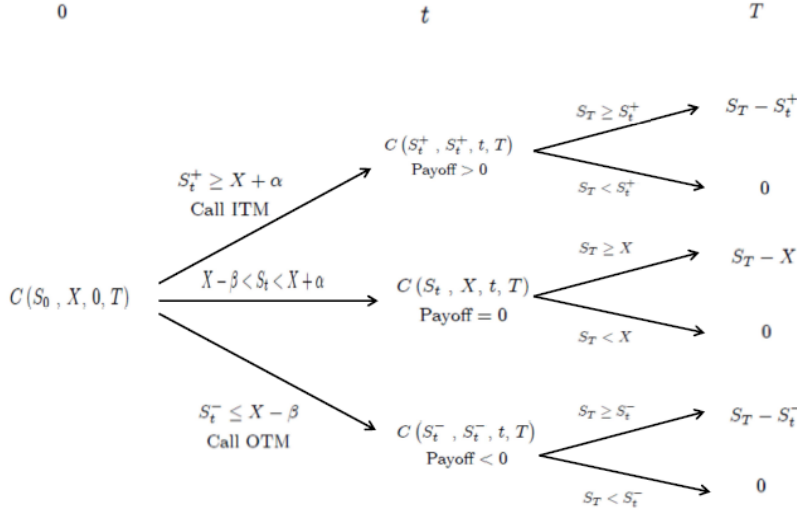 0 t T
S_T ≥ S_t^+
S_T − S_t^+
C (S_t^+ , S_t^+, t, T)
Payoff > 0
S_t^+ ≥ X + α
Call ITM
S_T < S_t^+
0
S_T ≥ X
S_T − X
X − β < S_t < X + α
C (S_0 , X, 0, T)
C (S_t , X, t, T)
Payoff = 0
S_T < X
0
S_t^- ≤ X − β
Call OTM
S_T ≥ S_t^-
S_T − S_t^-
C (S_t^- , S_t^-, t, T)
Payoff < 0
0
S_T < S_t^-